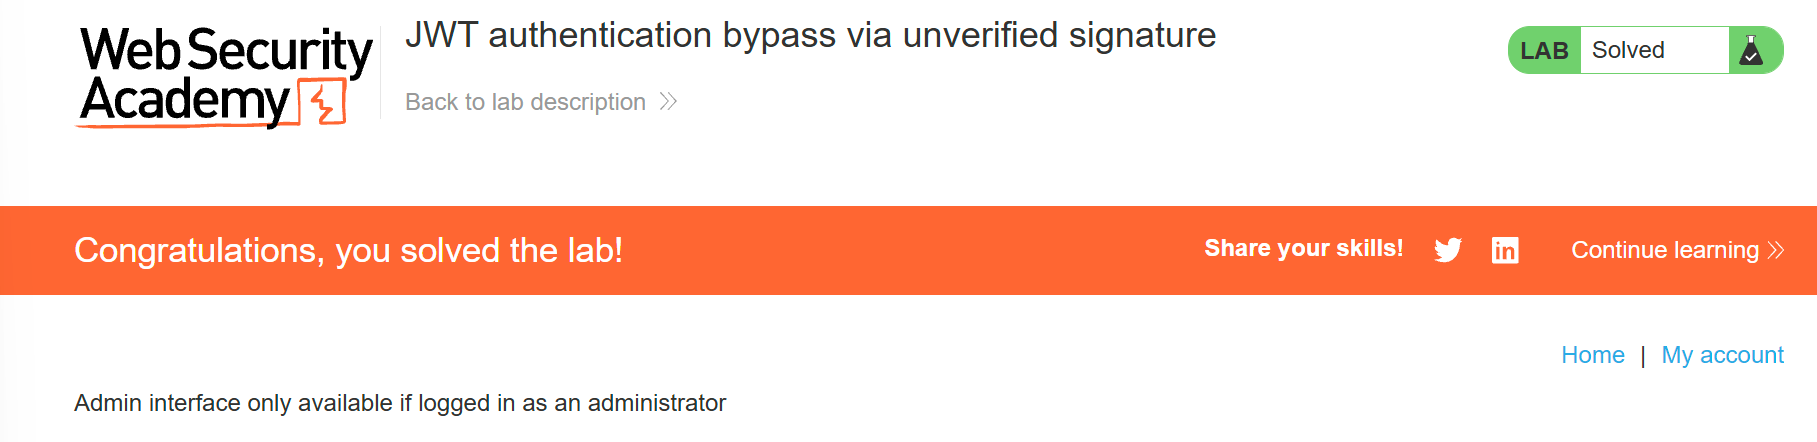 Web Security
Academy
JWT authentication bypass via unverified signature
Back to lab description
LAB Solved
Congratulations, you solved the lab!
Share your skills!
Continue learning
Home | My account
Admin interface only available if logged in as an administrator